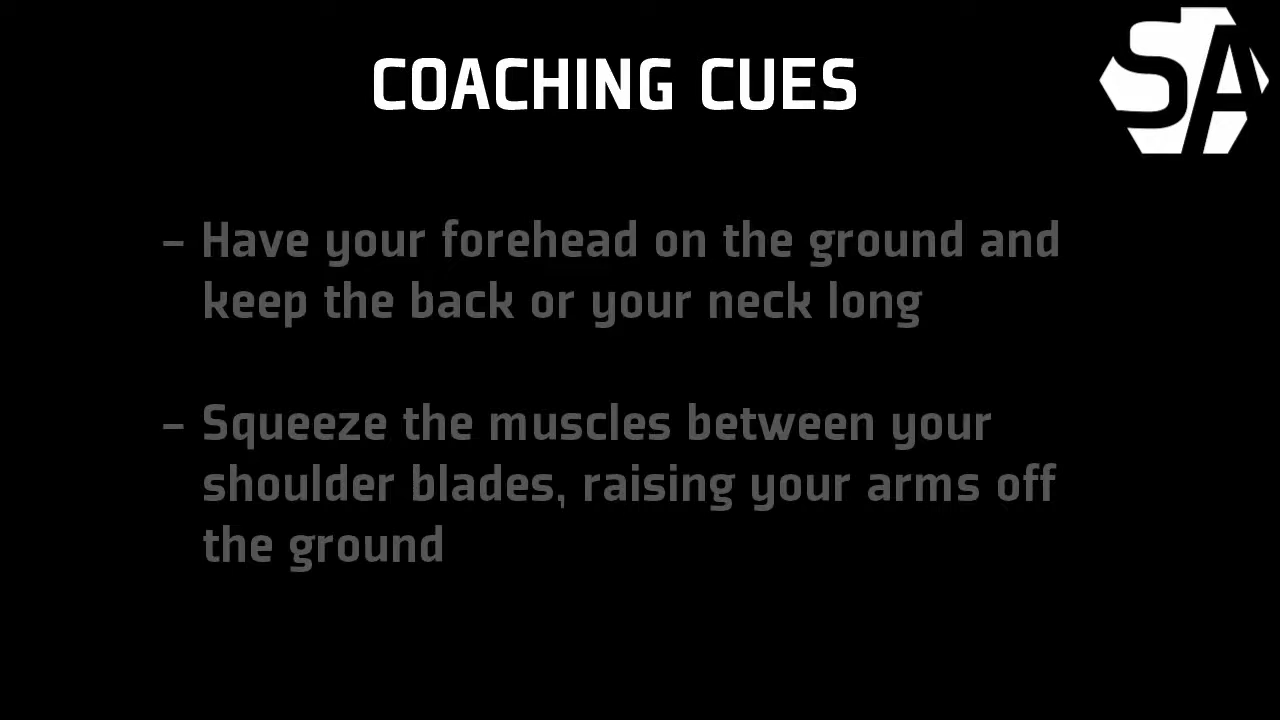 SA
COACHING CUES
– Have your forehead on the ground and
keep the back or your neck long
– Squeeze the muscles between your
shoulder blades, raising your arms off
the ground